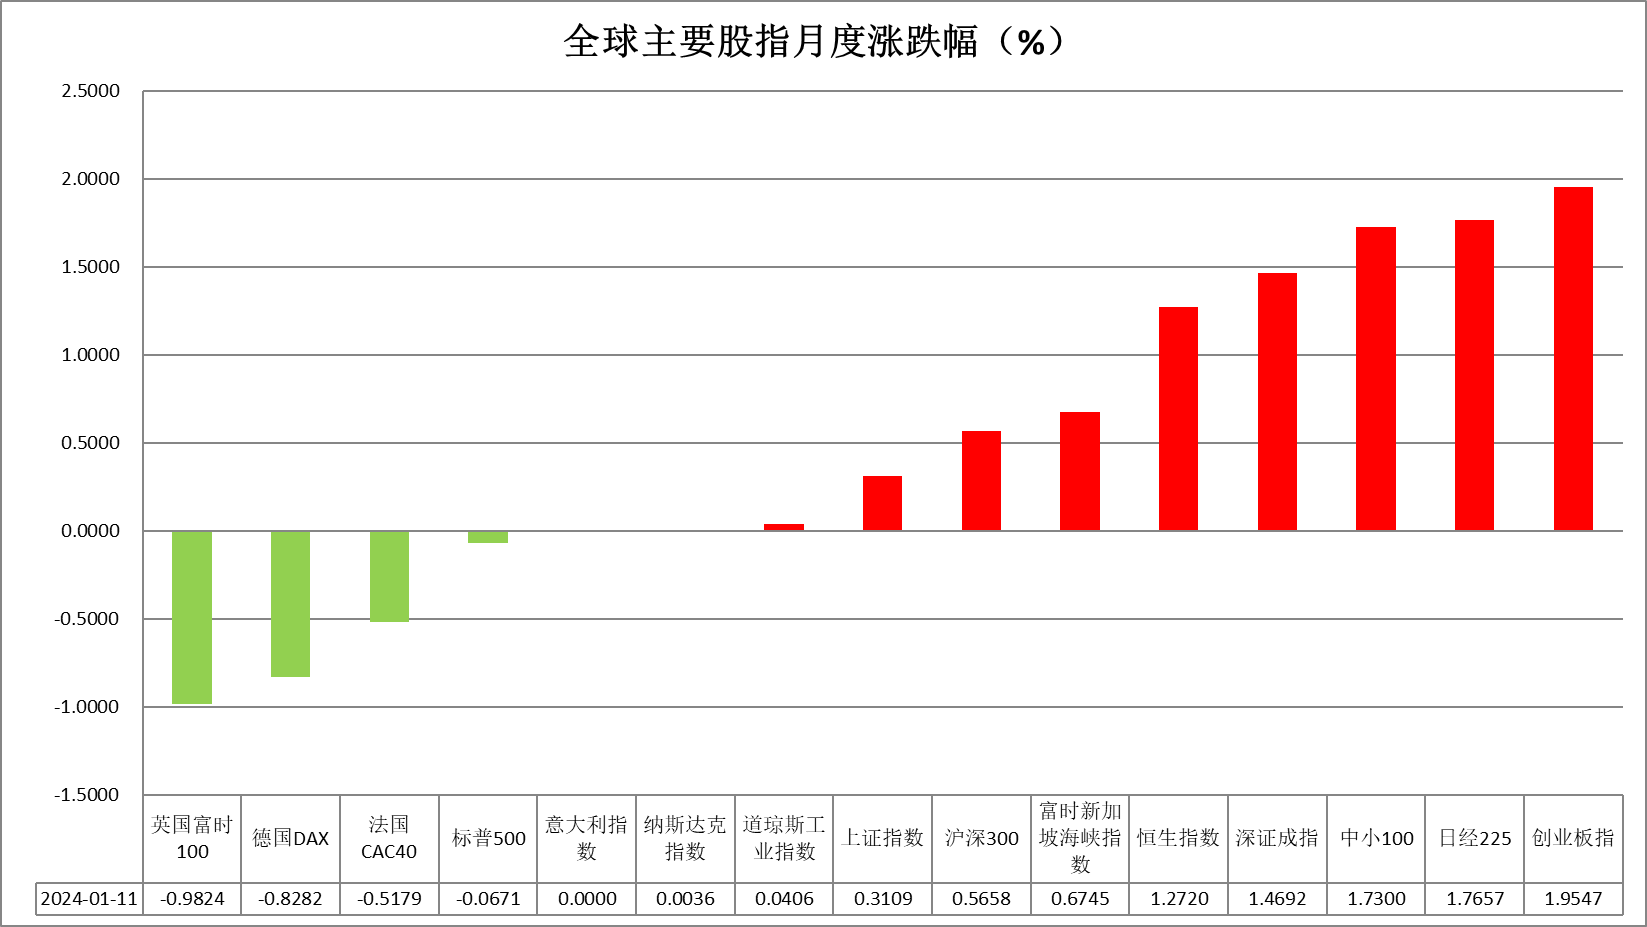 全球主要股指月度涨跌幅（%）
2.5000
2.0000
1.5000
1.0000
0.5000
0.0000
-0.5000
-1.0000
-1.5000
英国富时
100
德国DAX
法国
CAC40
标普500
意大利指
数
纳斯达克
指数
道琼斯工
业指数
上证指数
沪深300
富时新加
坡海峡指
数
恒生指数
深证成指
中小100
日经225
创业板指
2024-01-11 -0.9824 -0.8282 -0.5179 -0.0671 0.0000 0.0036 0.0406 0.3109 0.5658 0.6745 1.2720 1.4692 1.7300 1.7657 1.9547